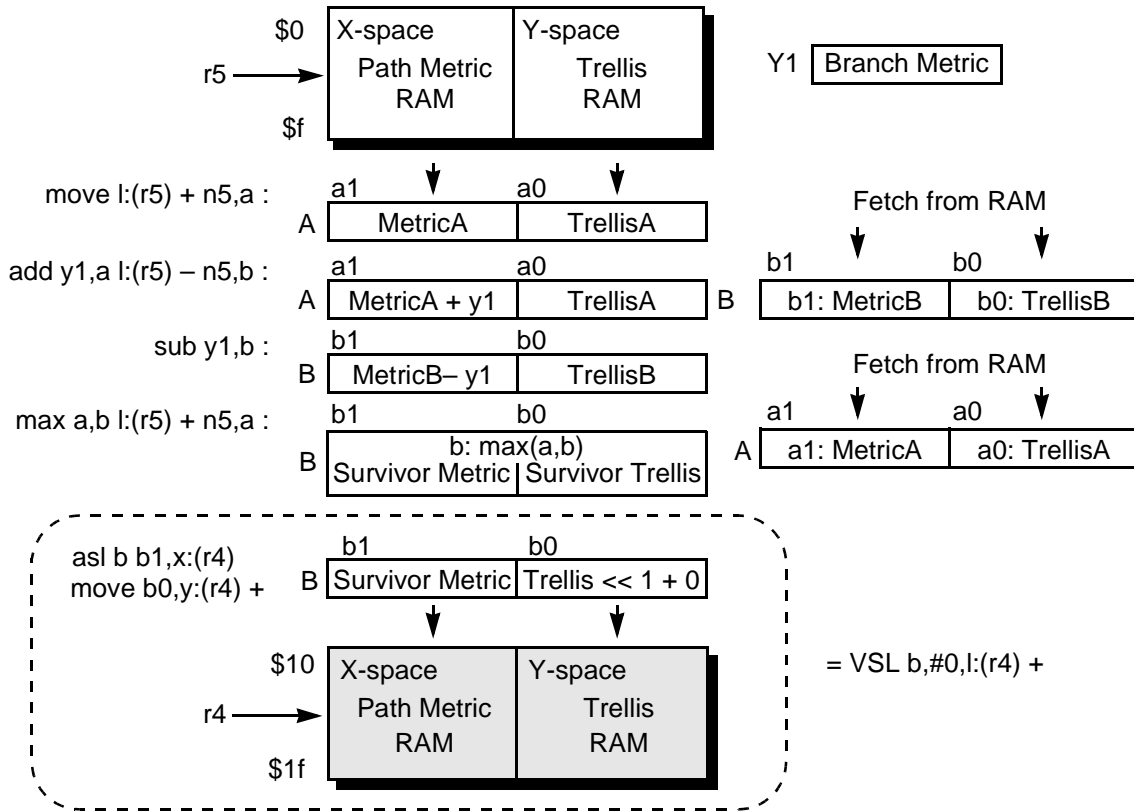 $0
X-space
Y-space
r5
Path Metric
RAM
Trellis
RAM
$f
Y1
Branch Metric
move l:(r5) + n5,a :
a1
a0
A
MetricA
TrellisA
Fetch from RAM
add y1,a l:(r5) – n5,b :
a1
a0
A
MetricA + y1
TrellisA
b1
b0
B
b1: MetricB
b0: TrellisB
sub y1,b :
b1
b0
B
MetricB– y1
TrellisB
Fetch from RAM
max a,b l:(r5) + n5,a :
b1
b0
B
b: max(a,b)
Survivor Metric
Survivor Trellis
a1
a0
A
a1: MetricA
a0: TrellisA
asl b b1,x:(r4)
move b0,y:(r4) +
b1
b0
B
Survivor Metric
Trellis << 1 + 0
$10
X-space
Y-space
r4
Path Metric
RAM
Trellis
RAM
$1f
= VSL b,#0,l:(r4) +